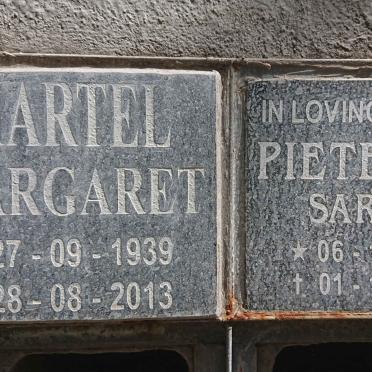 ARTEL
ARGARET
27 - 09 - 1939
28 - 08 - 2013
IN LOVING
PIETE
SAR
★ 06 -
† 01 -